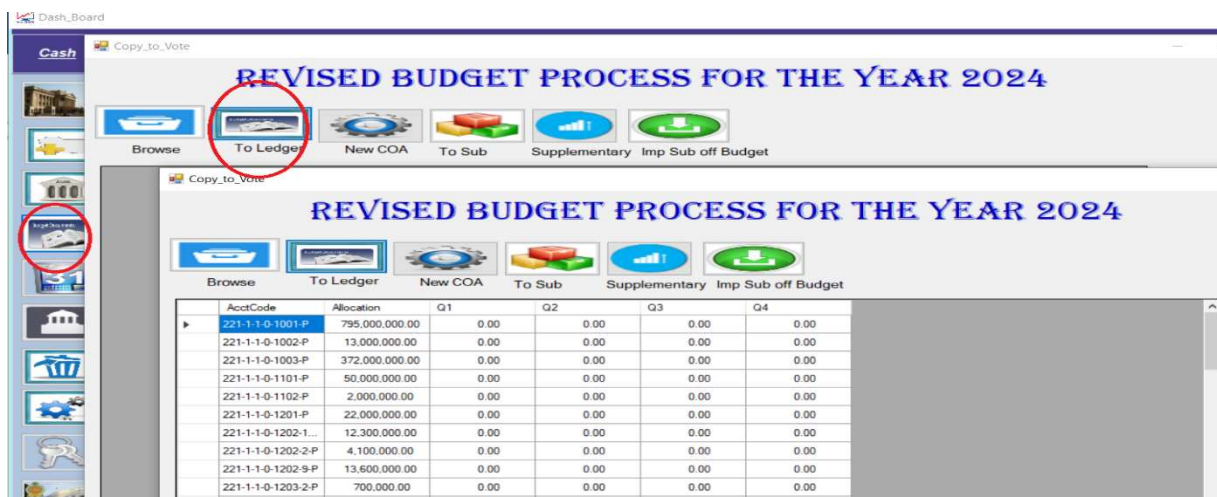 Dash_Board
Cash
Copy_to_Vote
REVISED BUDGET PROCESS FOR THE YEAR 2024
Browse To Ledger New COA To Sub Supplementary Imp Sub off Budget
Copy_to_Vote
REVISED BUDGET PROCESS FOR THE YEAR 2024
Browse To Ledger New COA To Sub Supplementary Imp Sub off Budget
AcctCode Allocation Q1 Q2 Q3 Q4
221-1-1-0-1001-P 795,000,000.00 0.00 0.00 0.00 0.00
221-1-1-0-1002-P 13,000,000.00 0.00 0.00 0.00 0.00
221-1-1-0-1003-P 372,000,000.00 0.00 0.00 0.00 0.00
221-1-1-0-1101-P 50,000,000.00 0.00 0.00 0.00 0.00
221-1-1-0-1102-P 2,000,000.00 0.00 0.00 0.00 0.00
221-1-1-0-1201-P 22,000,000.00 0.00 0.00 0.00 0.00
221-1-1-0-1202-1... 12,300,000.00 0.00 0.00 0.00 0.00
221-1-1-0-1202-2-P 4,100,000.00 0.00 0.00 0.00 0.00
221-1-1-0-1202-9-P 13,600,000.00 0.00 0.00 0.00 0.00
221-1-1-0-1203-2-P 700,000.00 0.00 0.00 0.00 0.00
31